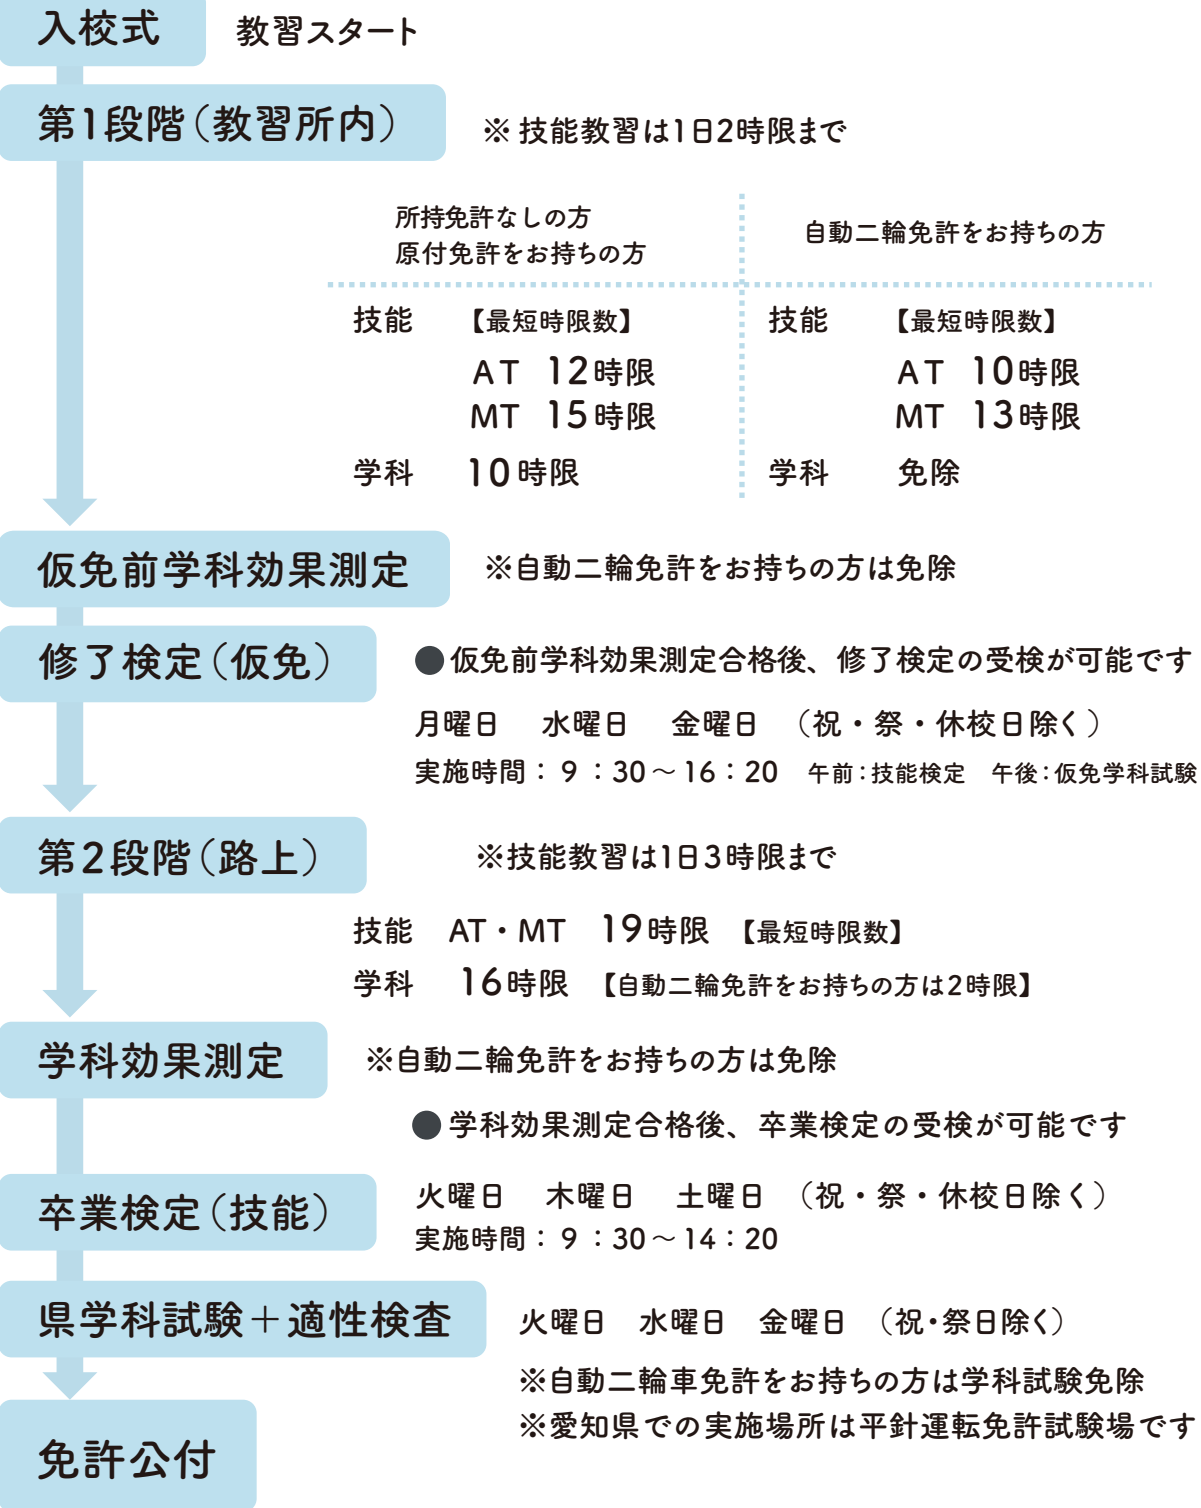 入校式
教習スタート
第1段階（教習所内）
※ 技能教習は1日2時限まで
所持免許なしの方
原付免許をお持ちの方
自動二輪免許をお持ちの方
技能 【最短時限数】
AT 12時限
MT 15時限
学科 10時限
技能 【最短時限数】
AT 10時限
MT 13時限
学科 免除
仮免前学科効果測定
※自動二輪免許をお持ちの方は免除
修了検定（仮免）
●仮免前学科効果測定合格後、修了検定の受検が可能です
月曜日 水曜日 金曜日 （祝・祭・休校日除く）
実施時間：9：30～16：20 午前：技能検定 午後：仮免学科試験
第2段階（路上）
※技能教習は1日3時限まで
技能 AT・MT 19時限 【最短時限数】
学科 16時限 【自動二輪免許をお持ちの方は2時限】
学科効果測定
※自動二輪免許をお持ちの方は免除
●学科効果測定合格後、卒業検定の受検が可能です
卒業検定（技能）
火曜日 木曜日 土曜日 （祝・祭・休校日除く）
実施時間：9：30～14：20
県学科試験＋適性検査
火曜日 水曜日 金曜日 （祝・祭日除く）
※自動二輪車免許をお持ちの方は学科試験免除
※愛知県での実施場所は平針運転免許試験場です
免許公付